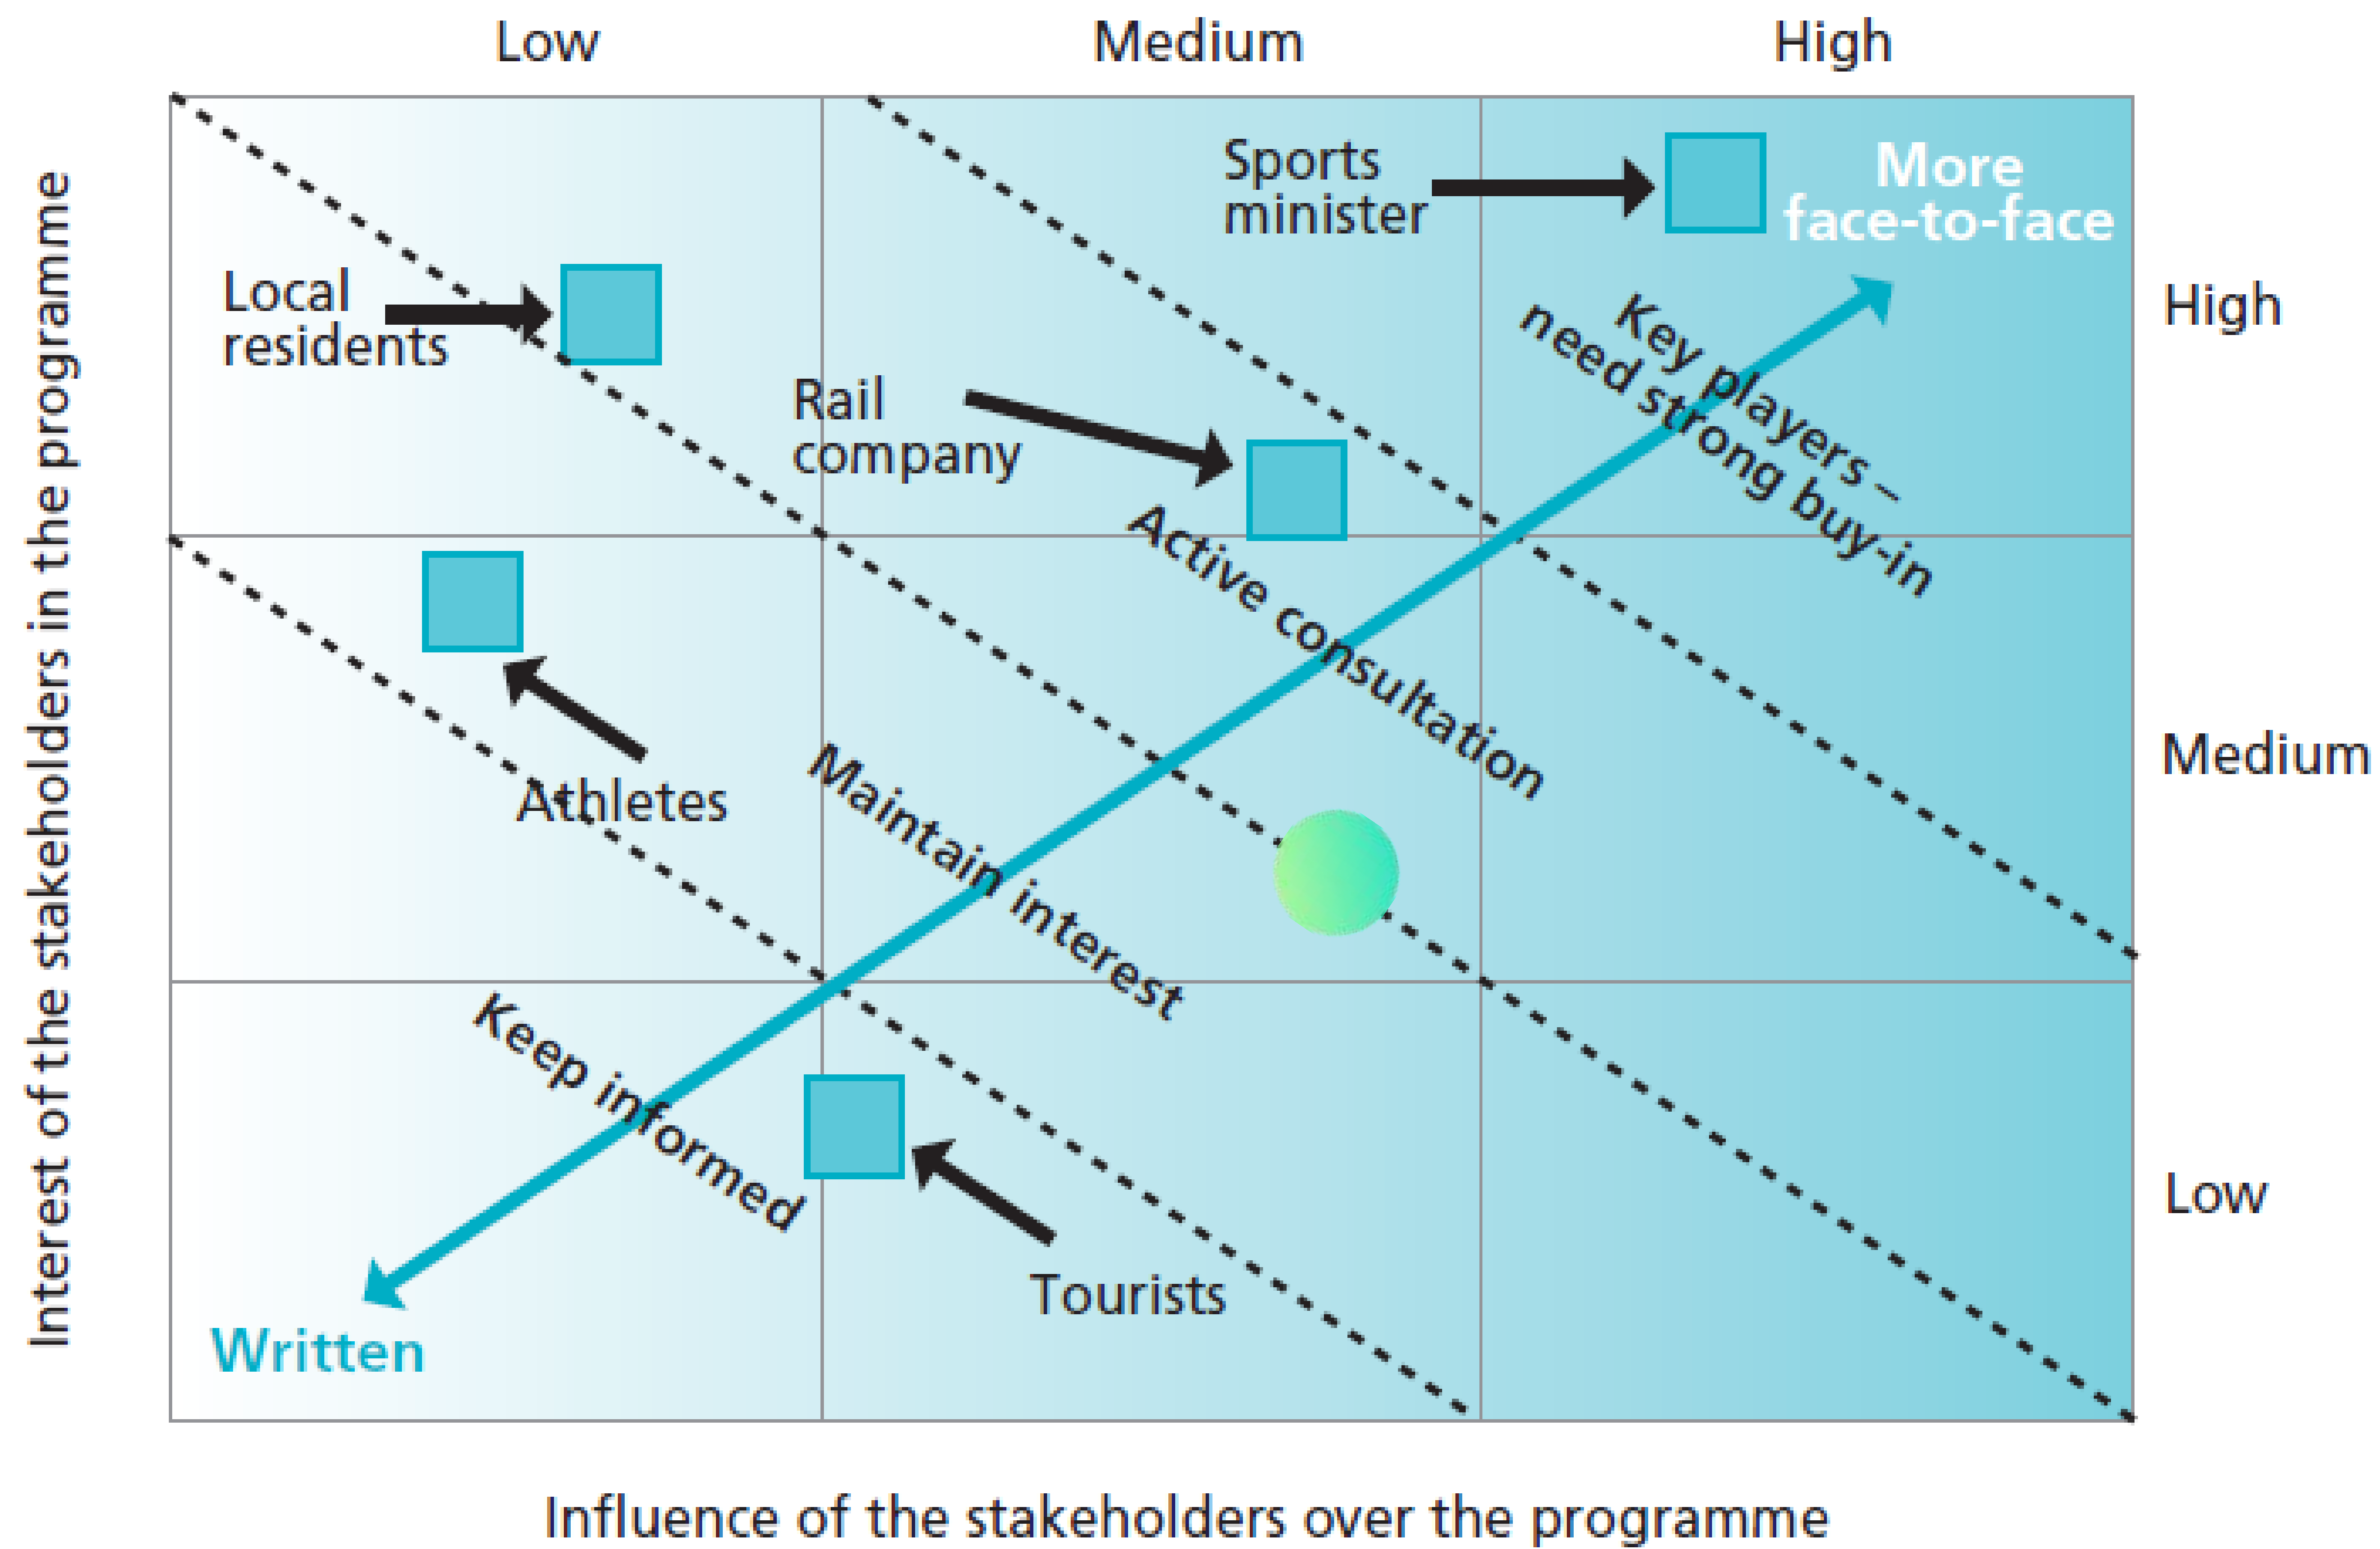 Low
Medium
High
Interest of the stakeholders in the programme
Sports
minister
More
face-to-face
Local
residents
High
Key players –
need strong buy-in
Rail
company
Active consultation
Athletes
Medium
Maintain interest
Keep informed
Low
Tourists
Written
Influence of the stakeholders over the programme